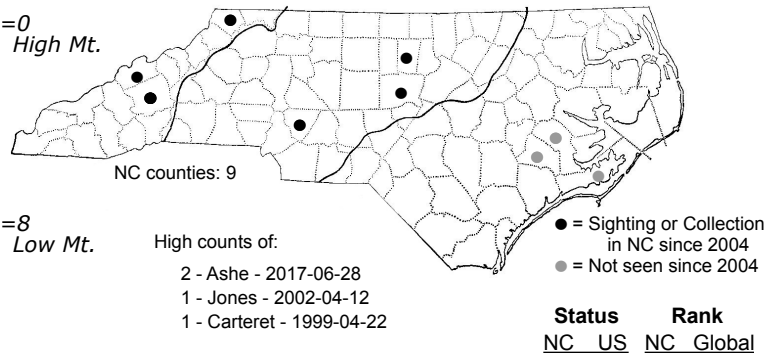 =0
High Mt.
NC counties: 9
=8
Low Mt.
High counts of:
2 - Ashe - 2017-06-28
1 - Jones - 2002-04-12
1 - Carteret - 1999-04-22
● = Sighting or Collection
in NC since 2004
● = Not seen since 2004
Status Rank
NC US NC Global